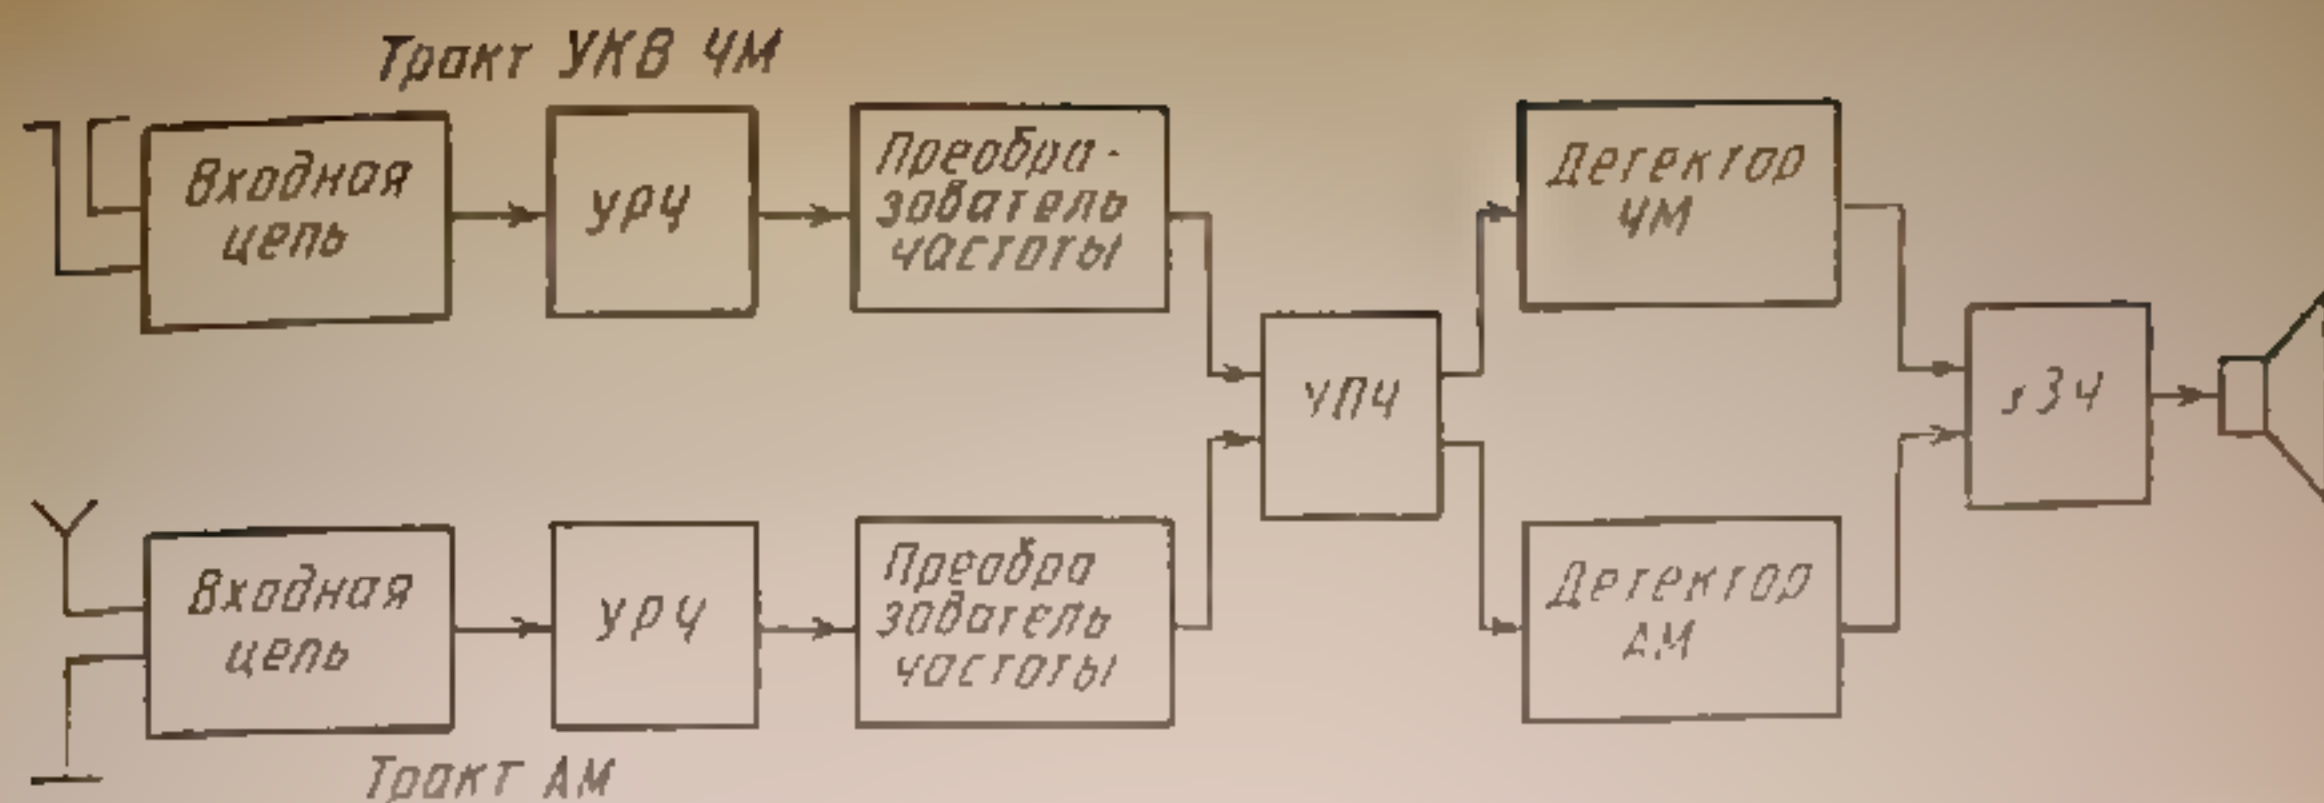 Тракт УКВ ЧМ
Входная
цепь
УРЧ
Преобра-
зователь
частоты
Детектор
ЧМ
УПЧ
ЗЧ
Входная
цепь
УРЧ
Преобра
зователь
частоты
Детектор
АМ
Тракт АМ